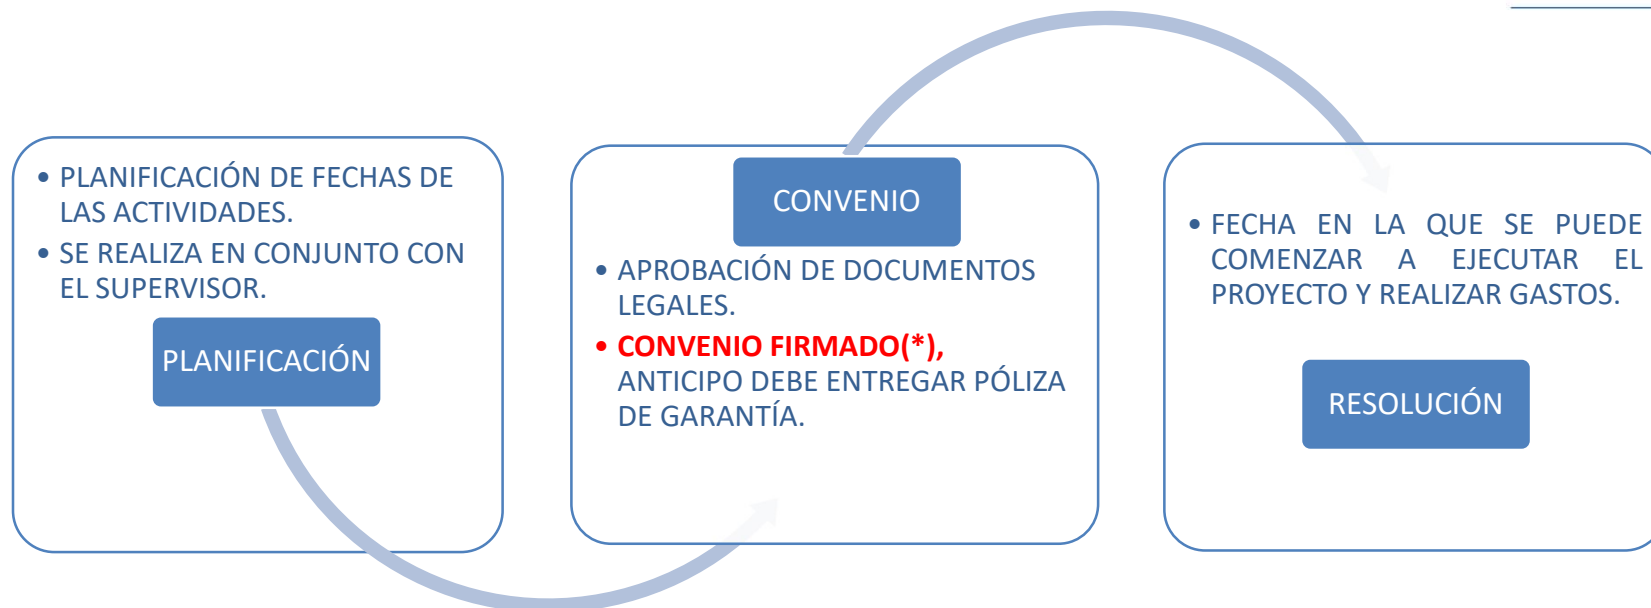 • PLANIFICACIÓN DE FECHAS DE
LAS ACTIVIDADES.
• SE REALIZA EN CONJUNTO CON
EL SUPERVISOR.
PLANIFICACIÓN
CONVENIO
• APROBACIÓN DE DOCUMENTOS
LEGALES.
• CONVENIO FIRMADO(*),
ANTICIPO DEBE ENTREGAR PÓLIZA
DE GARANTÍA.
• FECHA EN LA QUE SE PUEDE
COMENZAR A EJECUTAR EL
PROYECTO Y REALIZAR GASTOS.
RESOLUCIÓN